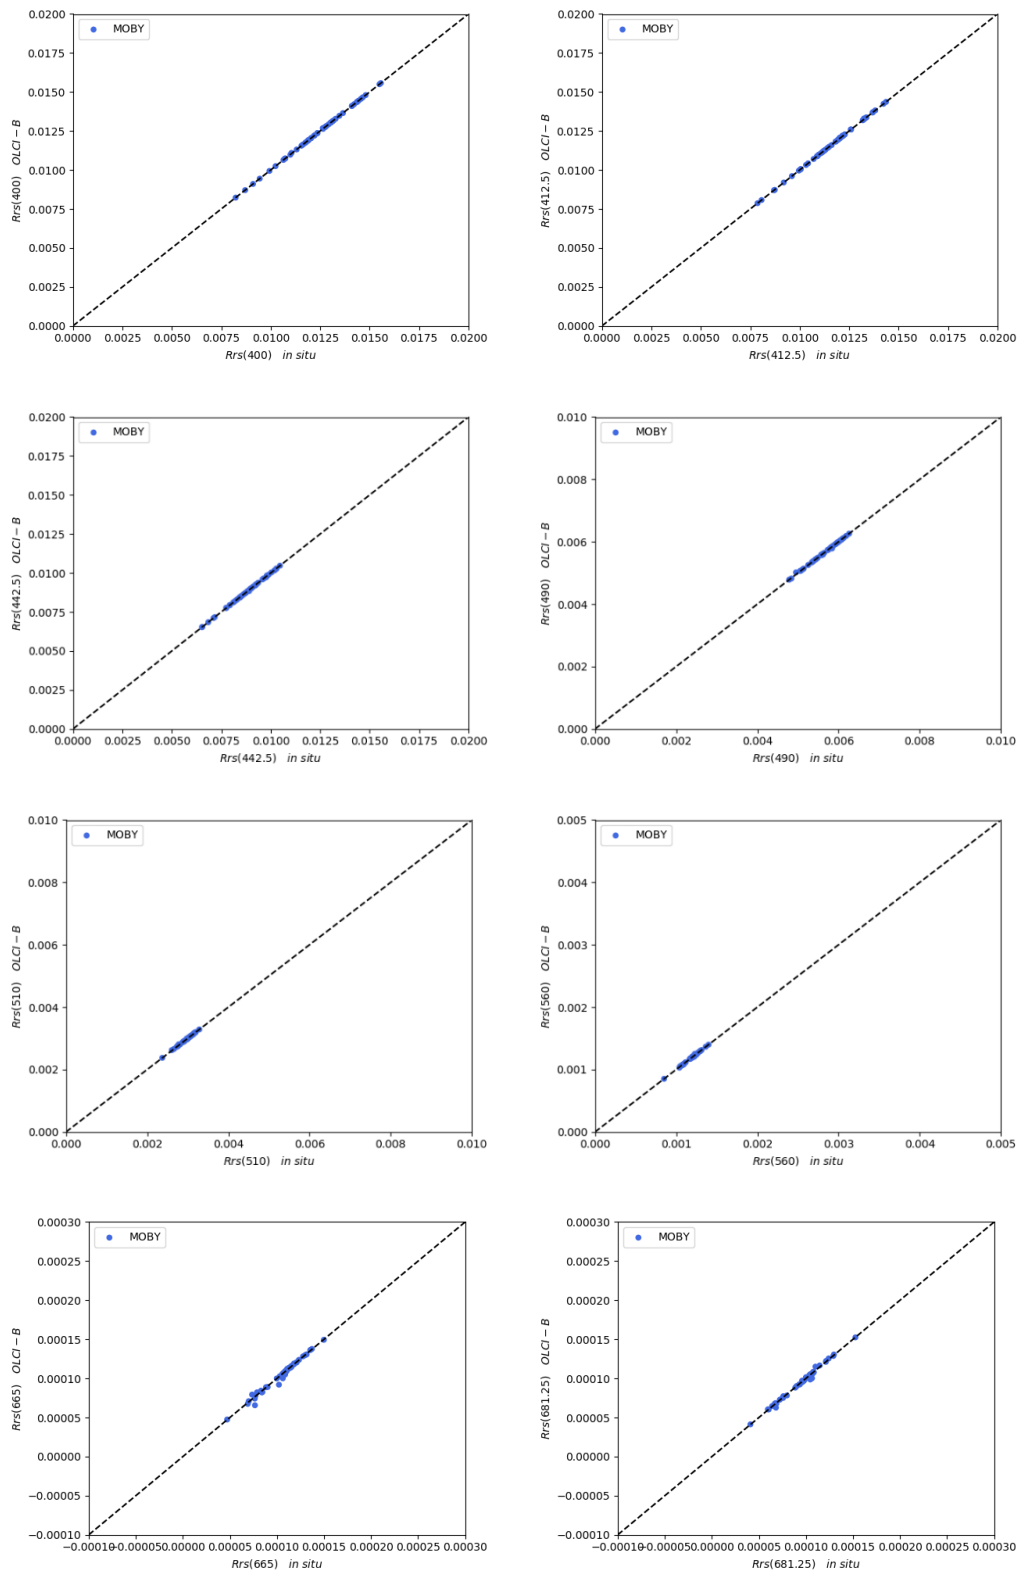 MOBY
0.0200
0.0175
0.0150
0.0125
0.0100
0.0075
0.0050
0.0025
0.0000
Rrs(400) OLCI−B
0.0000 0.0025 0.0050 0.0075 0.0100 0.0125 0.0150 0.0175 0.0200
Rrs(400) in situ
MOBY
0.0200
0.0175
0.0150
0.0125
0.0100
0.0075
0.0050
0.0025
0.0000
Rrs(412.5) OLCI−B
0.0000 0.0025 0.0050 0.0075 0.0100 0.0125 0.0150 0.0175 0.0200
Rrs(412.5) in situ
MOBY
0.0200
0.0175
0.0150
0.0125
0.0100
0.0075
0.0050
0.0025
0.0000
Rrs(442.5) OLCI−B
0.0000 0.0025 0.0050 0.0075 0.0100 0.0125 0.0150 0.0175 0.0200
Rrs(442.5) in situ
MOBY
0.010
0.008
0.006
0.004
0.002
0.000
Rrs(490) OLCI−B
0.000 0.002 0.004 0.006 0.008 0.010
Rrs(490) in situ
MOBY
0.010
0.008
0.006
0.004
0.002
0.000
Rrs(510) OLCI−B
0.000 0.002 0.004 0.006 0.008 0.010
Rrs(510) in situ
MOBY
0.005
0.004
0.003
0.002
0.001
0.000
Rrs(560) OLCI−B
0.000 0.001 0.002 0.003 0.004 0.005
Rrs(560) in situ
MOBY
0.00030
0.00025
0.00020
0.00015
0.00010
0.00005
0.00000
−0.00005
−0.00010
Rrs(665) OLCI−B
−0.00010 −0.00005 0.00000 0.00005 0.00010 0.00015 0.00020 0.00025 0.00030
Rrs(665) in situ
MOBY
0.00030
0.00025
0.00020
0.00015
0.00010
0.00005
0.00000
−0.00005
−0.00010
Rrs(681.25) OLCI−B
−0.00010 −0.00005 0.00000 0.00005 0.00010 0.00015 0.00020 0.00025 0.00030
Rrs(681.25) in situ